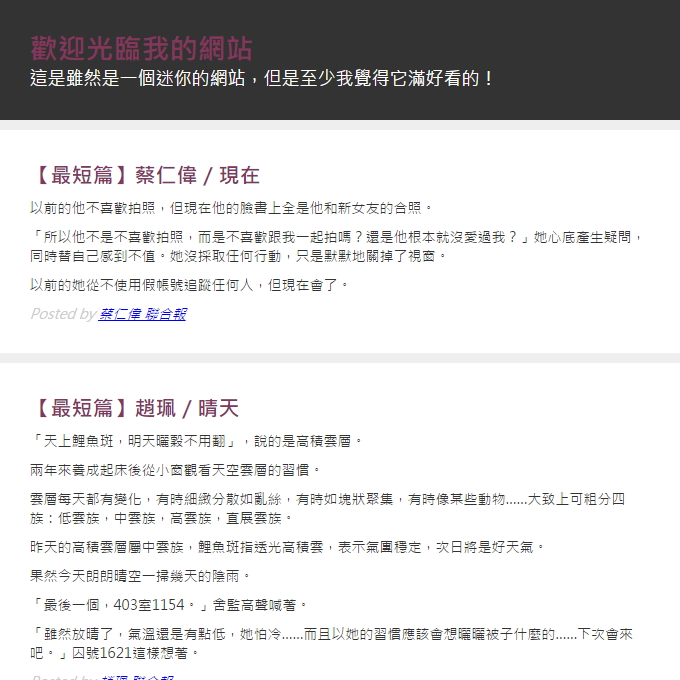 歡迎光臨我的網站
這是雖然是一個迷你的網站，但是至少我覺得它滿好看的！
【最短篇】蔡仁偉 / 現在
以前的他不喜歡拍照，但現在他的臉書上全是他和新女友的合照。
「所以他不是不喜歡拍照，而是不喜歡跟我一起拍嗎？還是他根本就沒愛過我？」她心底產生疑問，
同時替自己感到不值。她沒採取任何行動，只是默默地關掉了視窗。
以前的她從不使用假帳號追蹤任何人，但現在會了。
Posted by 蔡仁偉 聯合報
【最短篇】趙珮 / 晴天
「天上鯉魚斑，明天曬穀不用翻」，說的是高積雲層。
兩年來養成起床後從小窗觀看天空雲層的習慣。
雲層每天都有變化，有時細緻分散如亂絲，有時如塊狀聚集，有時像某些動物......大致上可粗分四
族：低雲族，中雲族，高雲族，直展雲族。
昨天的高積雲層屬中雲族，鯉魚斑指透光高積雲，表示氣團穩定，次日將是好天氣。
果然今天朗朗晴空一掃幾天的陰雨。
「最後一個，403室1154。」舍監高聲喊著。
「雖然放晴了，氣溫還是有點低，她怕冷......而且以她的習慣應該會想曬曬被子什麼的......下次會來
吧。」囚號1621這樣想著。
Posted by 趙珮 聯合報